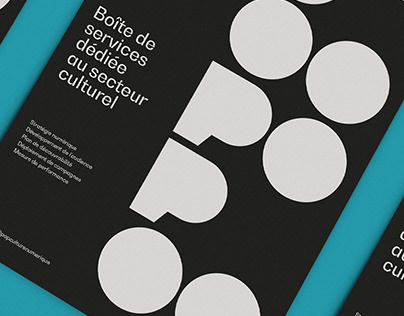 Boîte de
services
dédiée
au secteur
culturel
Stratégie numérique
Développement de l'audience
Plan de découvrabilité
Déploiement de campagnes
Mesure de performance
popculturenumerique